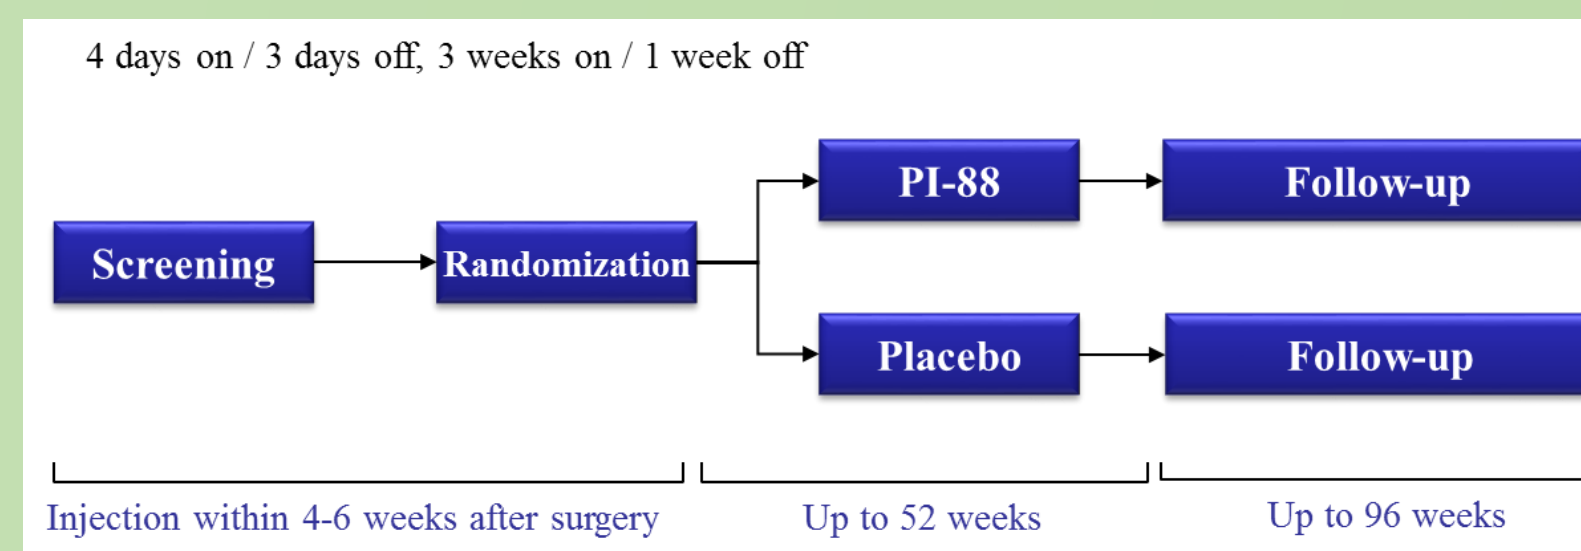 4 days on / 3 days off, 3 weeks on / 1 week off
PI-88
Follow-up
Screening
Randomization
Placebo
Follow-up
Injection within 4-6 weeks after surgery
Up to 52 weeks
Up to 96 weeks